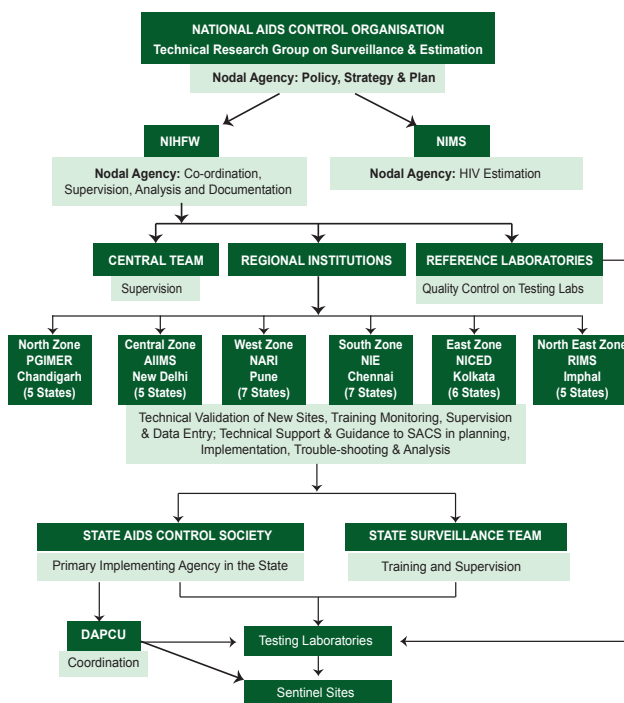 NATIONAL AIDS CONTROL ORGANISATION
Technical Research Group on Surveillance & Estimation
Nodal Agency: Policy, Strategy & Plan
NIHFW
Nodal Agency: Co-ordination,
Supervision, Analysis and Documentation
NIMS
Nodal Agency: HIV Estimation
CENTRAL TEAM
Supervision
REGIONAL INSTITUTIONS
REFERENCE LABORATORIES
Quality Control on Testing Labs
North Zone
PGIMER
Chandigarh
(5 States)
Central Zone
AIIMS
New Delhi
(5 States)
West Zone
NARI
Pune
(7 States)
South Zone
NIE
Chennai
(7 States)
East Zone
NICED
Kolkata
(6 States)
North East Zone
RIMS
Imphal
(5 States)
Technical Validation of New Sites, Training Monitoring, Supervision
& Data Entry; Technical Support & Guidance to SACS in planning,
Implementation, Trouble-shooting & Analysis
STATE AIDS CONTROL SOCIETY
Primary Implementing Agency in the State
STATE SURVEILLANCE TEAM
Training and Supervision
DAPCU
Coordination
Testing Laboratories
Sentinel Sites